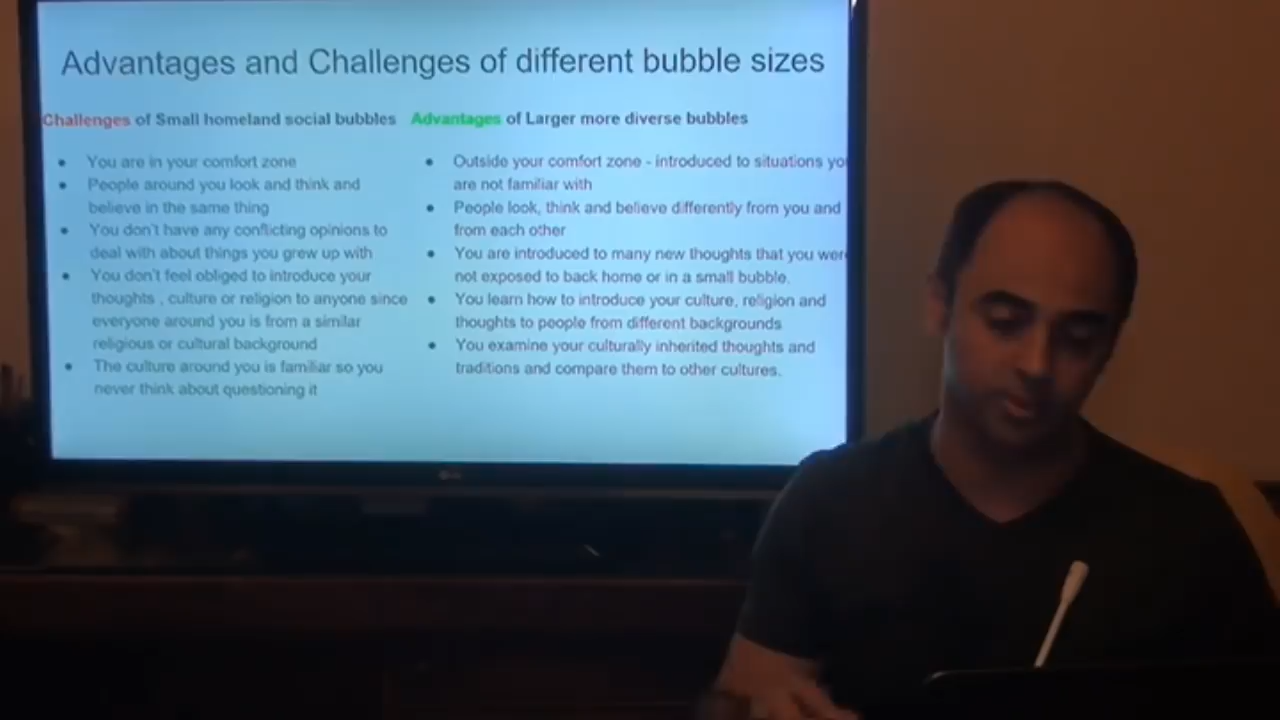 Advantages and Challenges of different bubble sizes
Challenges of Small homeland social bubbles
You are in your comfort zone
People around you look and think and
believe in the same thing
You don't have any conflicting opinions to
deal with about things you grew up with
You don't feel obliged to introduce your
thoughts , culture or religion to anyone since
everyone around you is from a similar
religious or cultural background
The culture around you is familiar so you
never think about questioning it
Advantages of Larger more diverse bubbles
Outside your comfort zone - introduced to situations yo
are not familiar with
People look, think and believe differently from you and
from each other
You are introduced to many new thoughts that you wer
not exposed to back home or in a small bubble.
You learn how to introduce your culture, religion and
thoughts to people from different backgrounds
You examine your culturally inherited thoughts and
traditions and compare them to other cultures.